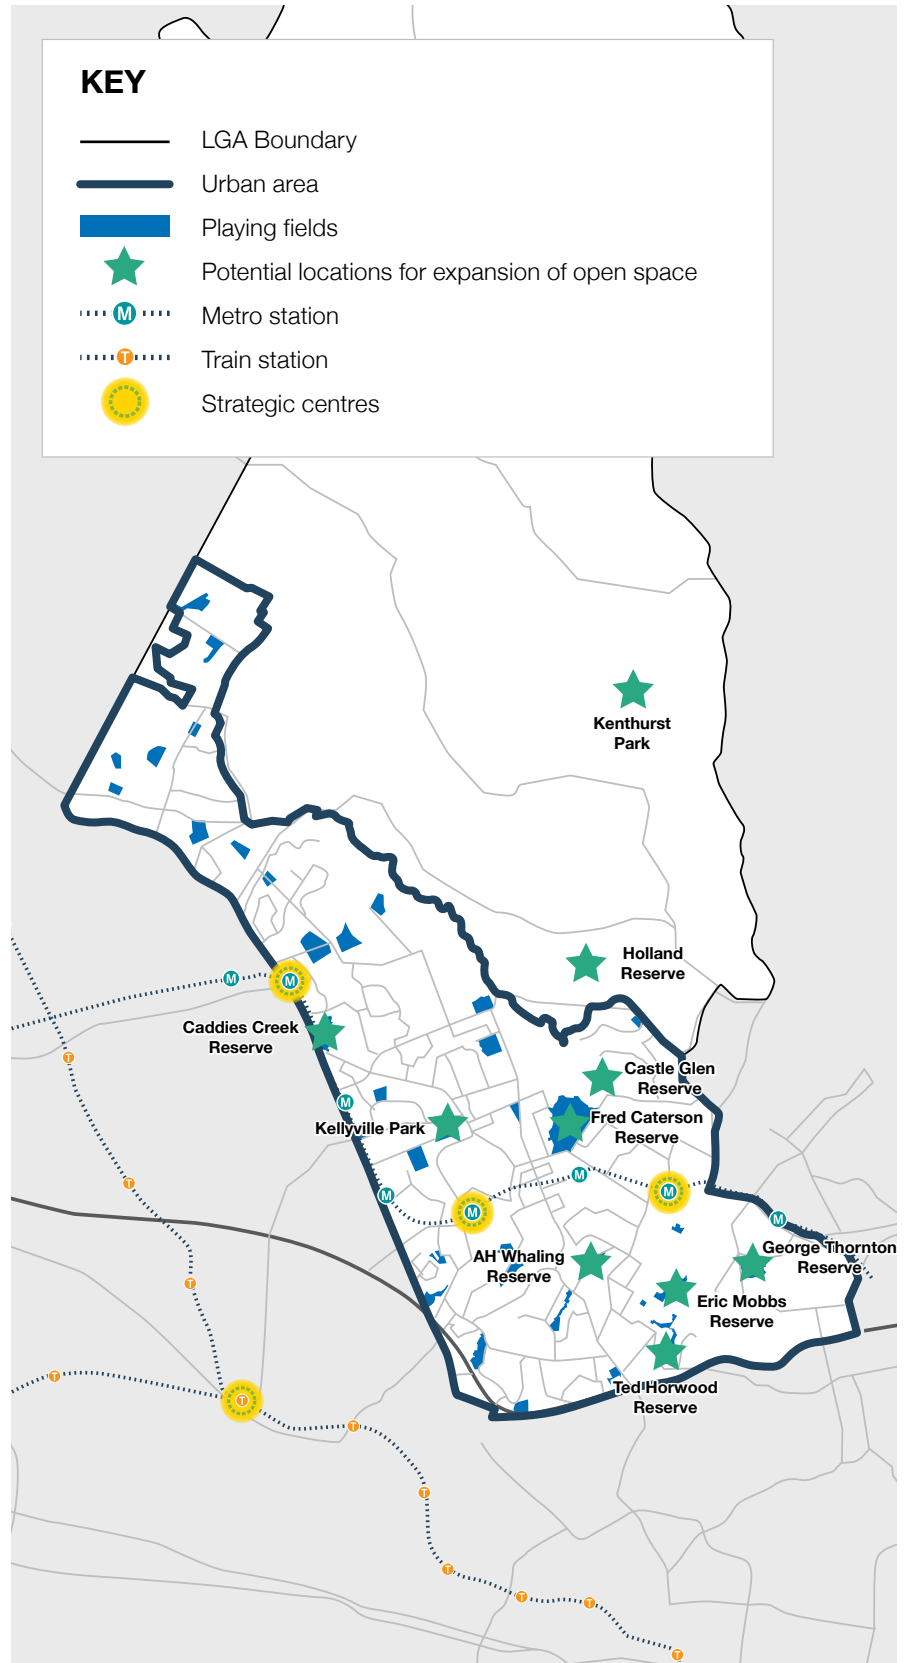 KEY
LGA Boundary
Urban area
Playing fields
Potential locations for expansion of open space
M
Metro station
T
Train station
Strategic centres
Kenthurst
Park
Holland
Reserve
M
M
Caddies Creek
Reserve
T
Castle Glen
Reserve
M
Kellyville Park
Fred Caterson
Reserve
M
T
M
M
M
M
George Thornton
Reserve
AH Whaling
Reserve
T
Eric Mobbs
Reserve
T
Ted Horwood
Reserve
T
T
T
T
T
T
T